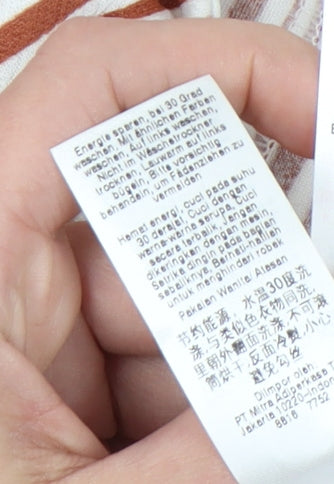 Energie sparen, bei 30 Grad
waschen, Mit ähnlichen Farben
waschen, Auf links waschen,
Nicht im Wäschetrockner
trocknen, Lauwarm auf links
bügeln, Bitte vorsichtig
behandeln, um Fädenziehen zu
vermeiden
Hemat energi, cuci pada suhu
30 derajat, Cuci dengan
warna-warna serupa, Cuci
secara terbalik, Jangan
dikeringkan dengan mesin,
Setrika dingin pada bagian
sebaliknya, Berhati-hatilah
untuk menghindari robek
Pakaian Wanita Atasan
节约能源，水温30度洗
涤，与类似色衣物同洗，
里朝外翻面洗涤，不可滚
筒烘干，反面冷熨，小心
避免勾丝
Diimpor oleh
PT Mitra Adiperkasa T
Jakarta 10220-Indon
8816 7752